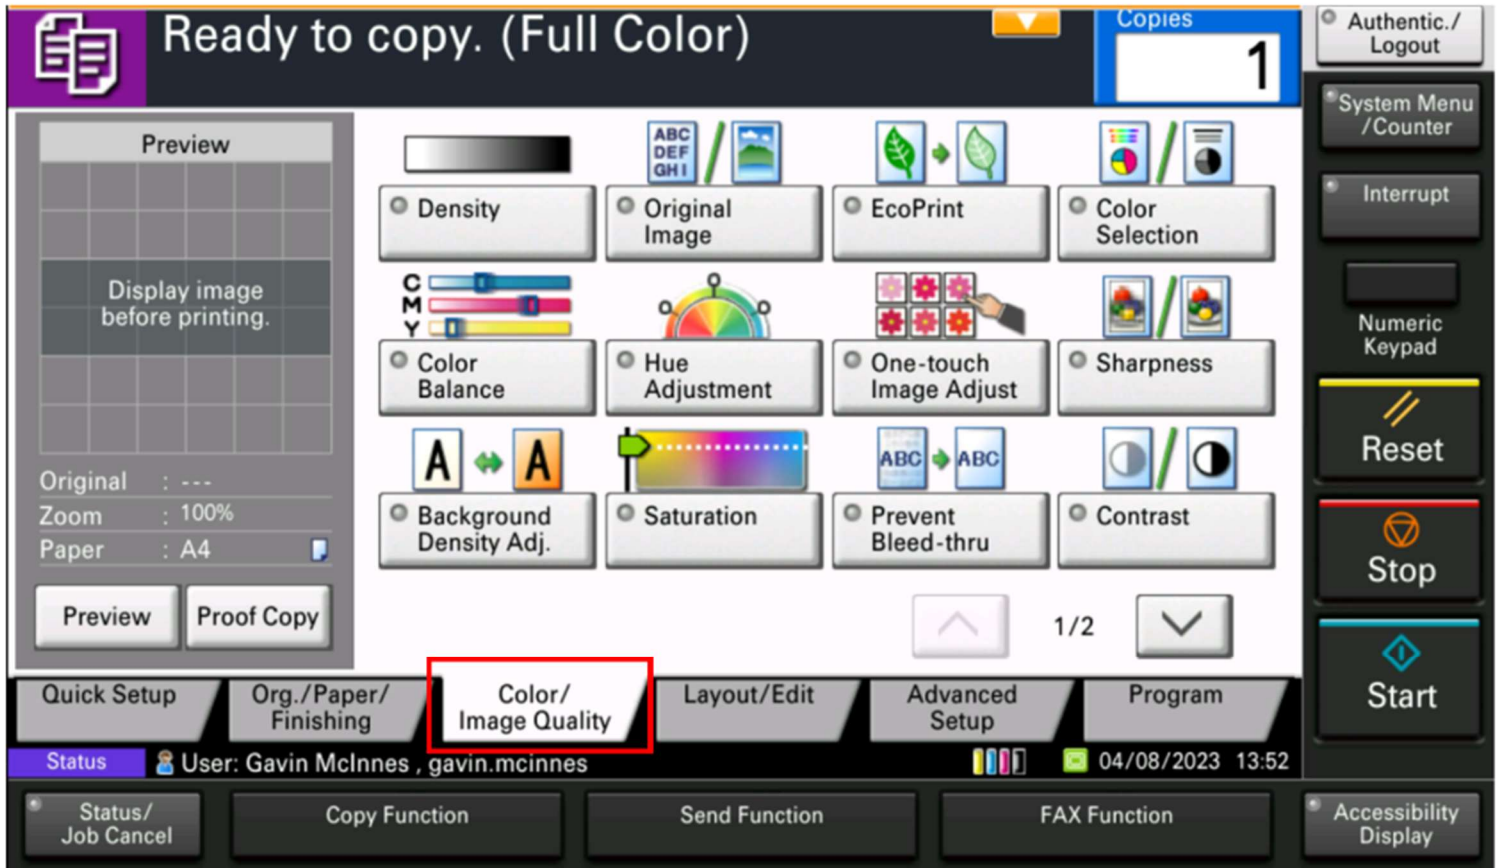 Ready to copy. (Full Color)
Copies
1
Authentic./
Logout
System Menu
/Counter
Interrupt
Numeric
Keypad
Reset
Stop
Start
Preview
Display image
before printing.
Original : ---
Zoom : 100%
Paper : A4
Preview
Proof Copy
ABC
DEF
GHI
Density
Original
Image
EcoPrint
Color
Selection
C
M
Y
Color
Balance
Hue
Adjustment
One-touch
Image Adjust
Sharpness
A
A
ABC
ABC
Background
Density Adj.
Saturation
Prevent
Bleed-thru
Contrast
1/2
Quick Setup
Org./Paper/
Finishing
Color/
Image Quality
Layout/Edit
Advanced
Setup
Program
Status
User: Gavin McInnes , gavin.mcinnes
04/08/2023 13:52
Status/
Job Cancel
Copy Function
Send Function
FAX Function
Accessibility
Display